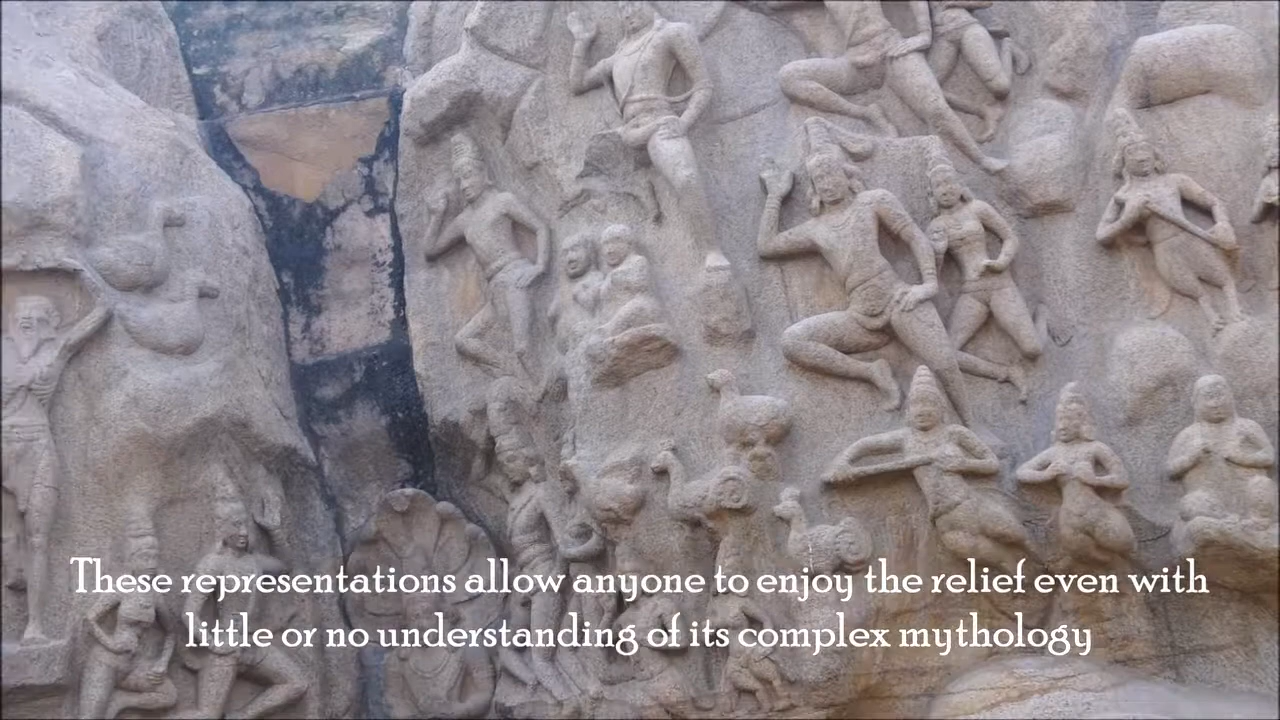 These representations allow anyone to enjoy the relief even with
little or no understanding of its complex mythology